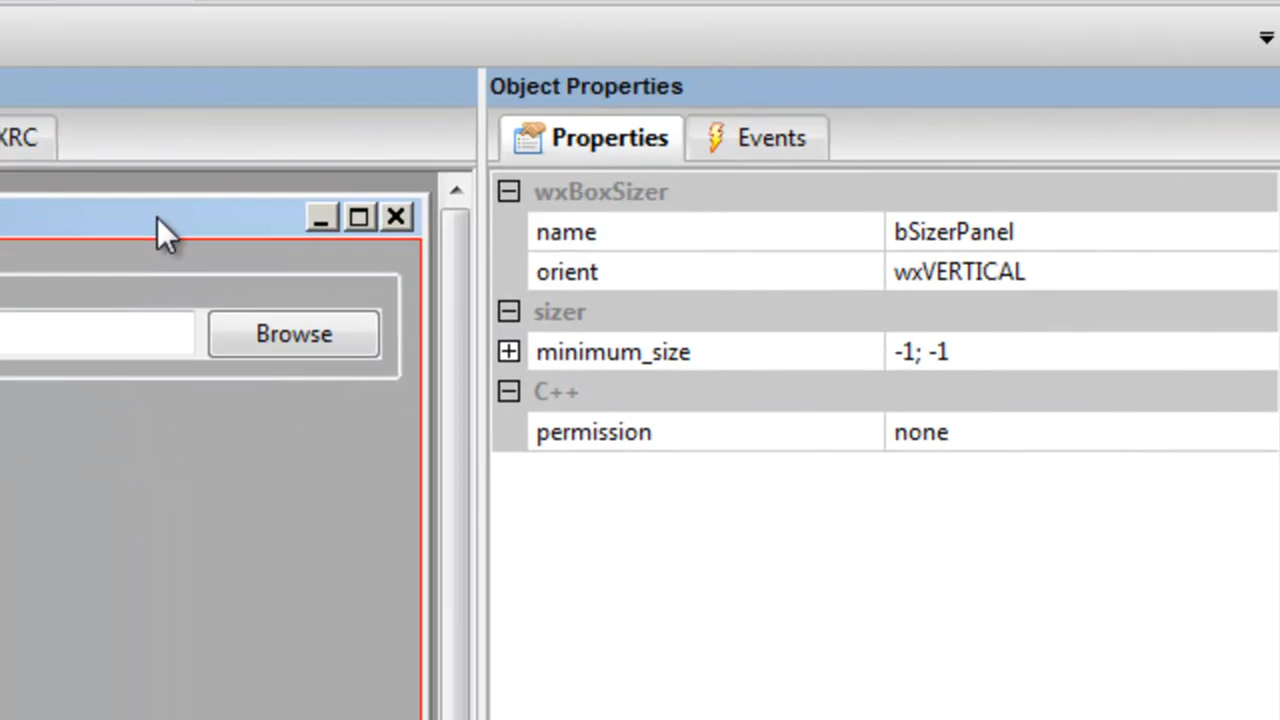 Object Properties
XRC
Properties
Events
wxBoxSizer
name bSizerPanel
orient wxVERTICAL
sizer
Browse
minimum_size -1; -1
C++
permission none